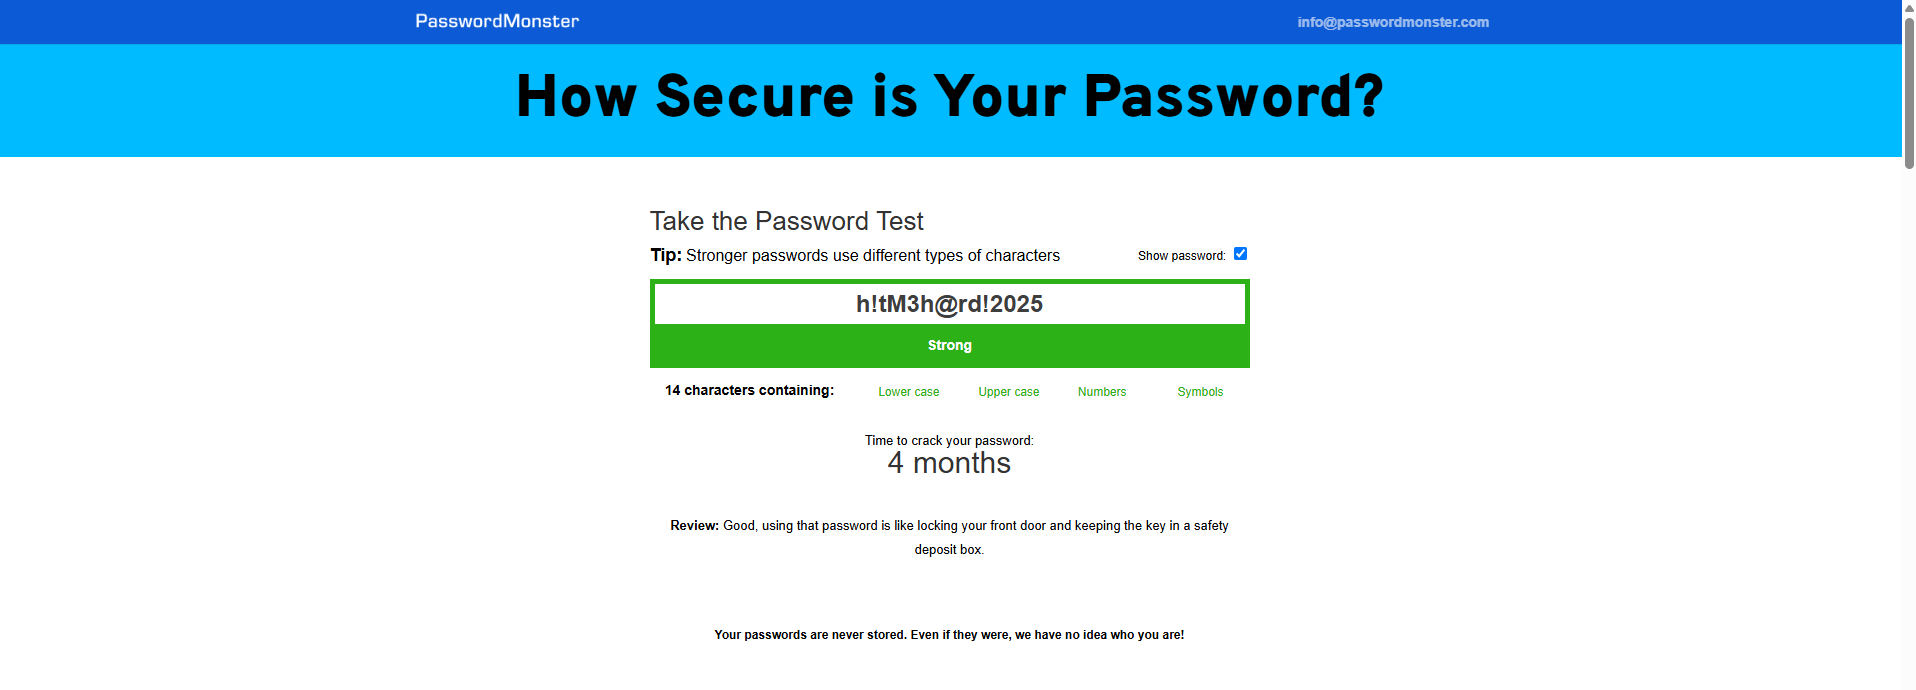 PasswordMonster
info@passwordmonster.com
How Secure is Your Password?
Take the Password Test
Tip: Stronger passwords use different types of characters
Show password:
h!tM3h@rd!2025
Strong
14 characters containing: Lower case Upper case Numbers Symbols
Time to crack your password:
4 months
Review: Good, using that password is like locking your front door and keeping the key in a safety
deposit box.
Your passwords are never stored. Even if they were, we have no idea who you are!